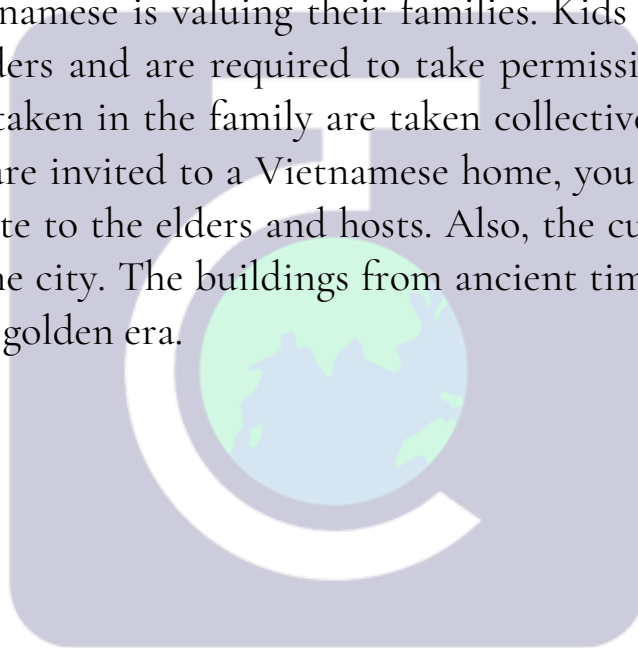 namese is valuing their families. Kids
ders and are required to take permissi
taken in the family are taken collective
are invited to a Vietnamese home, you
te to the elders and hosts. Also, the cu
e city. The buildings from ancient tim
golden era.